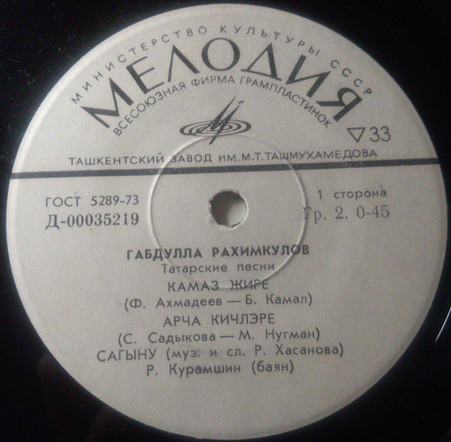 МИНИСТЕРСТВО КУЛЬТУРЫ СССР
МЕЛОДИЯ
ВСЕСОЮЗНАЯ ФИРМА ГРАМПЛАСТИНОК
▽33
ТАШКЕНТСКИЙ ЗАВОД ИМ. М.Т. ТАШМУХАМЕДОВА
ГОСТ 5289-73
Д-00035219
1 сторона
Гр. 2. 0-45
ГАБДУЛЛА РАХИМКУЛОВ
Татарские песни
КАМАЗ ЖИРЕ
(Ф. Ахмадеев — Б. Камал)
АРЧА КИЧЛЭРЕ
(С. Садыкова — М. Нугман)
САГЫНУ (муз. и сл. Р. Хасанова)
Р. Курамшин (баян)